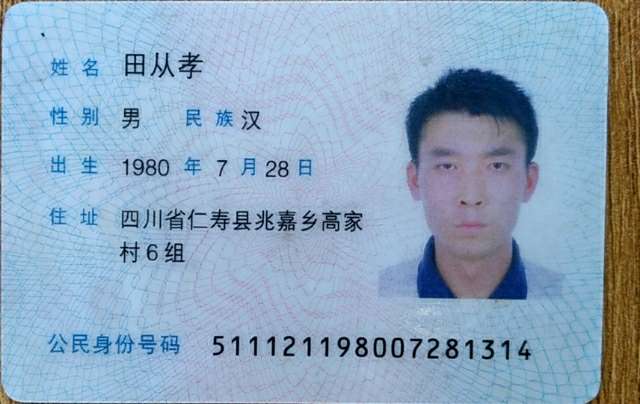 姓名 田从孝
性别 男 民族 汉
出生 1980 年 7 月 28 日
住址 四川省仁寿县兆嘉乡高家
村6组
公民身份号码 511121198007281314